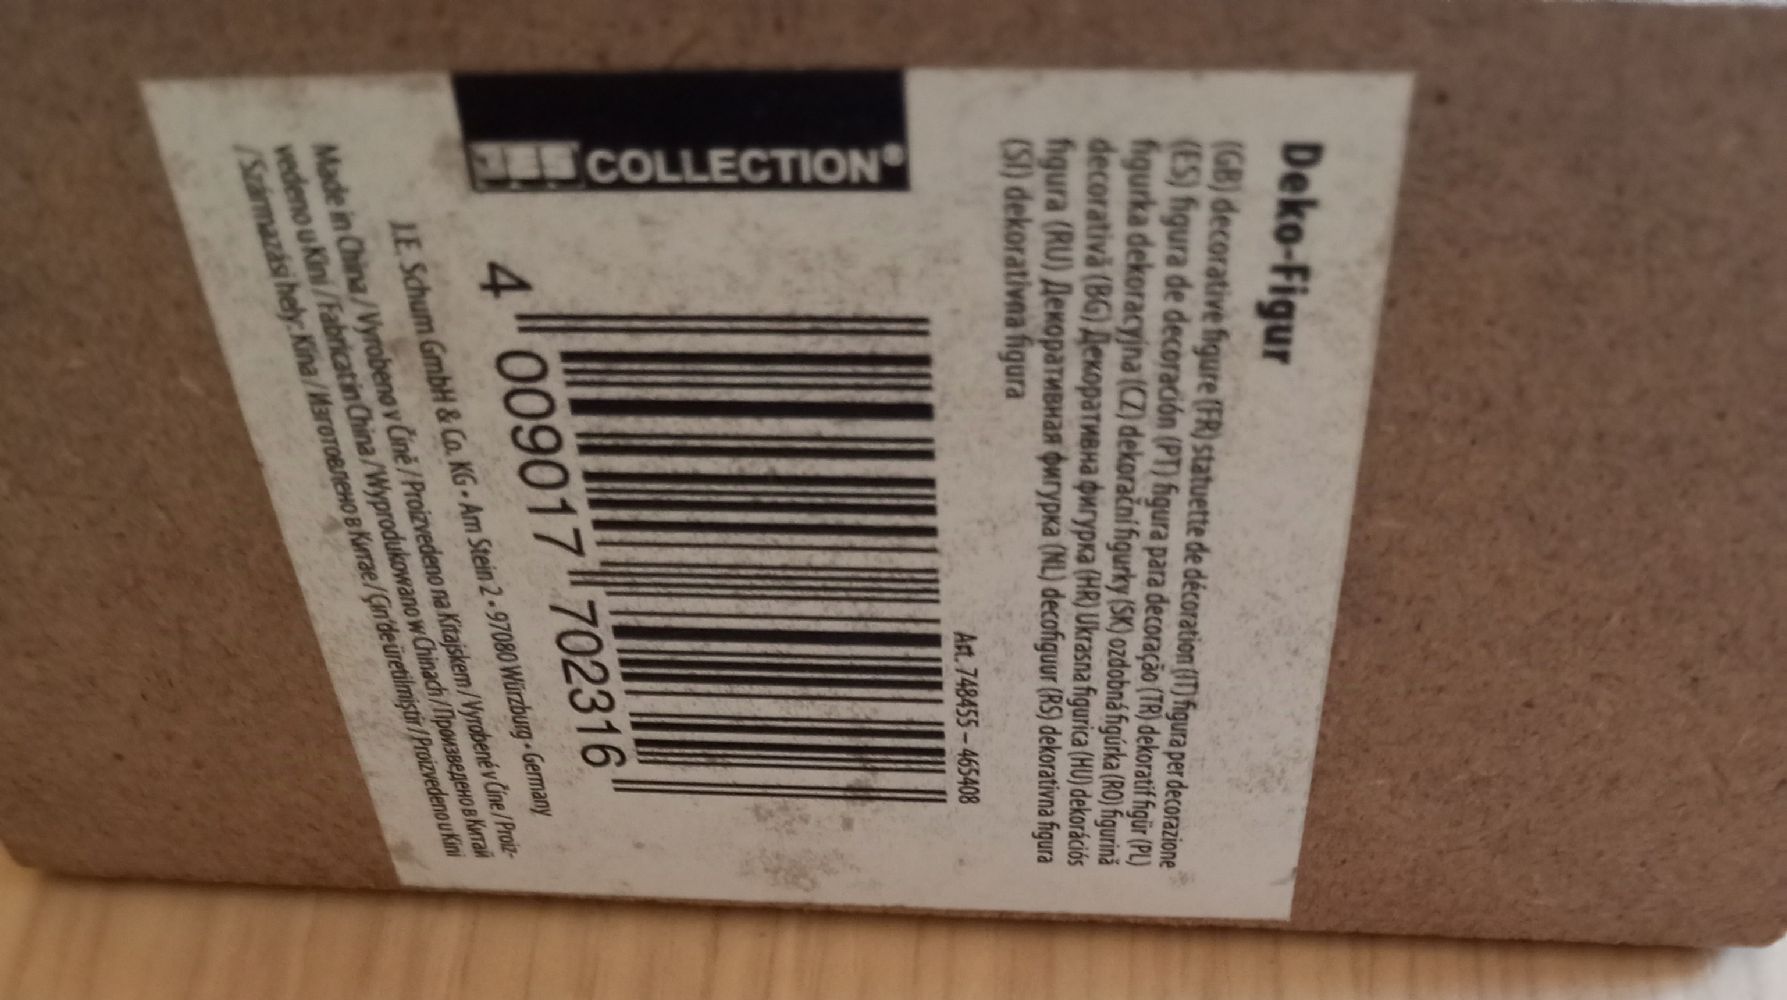 Deko-Figur
(GB) decorative figure (FR) statuette de décoration (IT) figura per decorazione
(ES) figura de decoración (PT) figura para decoração (TR) dekoratif figür (PL)
figurka dekoracyjna (CZ) dekorační figurky (SK) ozdobná figúrka (RO) figurină
decorativă (BG) Декоративна фигурка (HR) Ukrasna figurica (HU) dekorációs
figura (RU) Декоративная фигурка (NL) decofiguur (RS) dekorativna figura
(SI) dekorativna figura
Art. 748455 – 465408
COLLECTION®
4 009017 702316
J.E. Schum GmbH & Co. KG • Am Stein 2 • 97080 Würzburg • Germany
Made in China / Vyrobeno v Číně / Proizvedeno na Kitajskem / Vyrobené v Číne / Proiz-
vedeno u Kini / Fabricat in China / Wyprodukowano w Chinach / Произведено в Китай
/ Származási hely: Kína / Изготовлено в Китае / Çin'de üretilmiştir / Proizvedeno u Kini